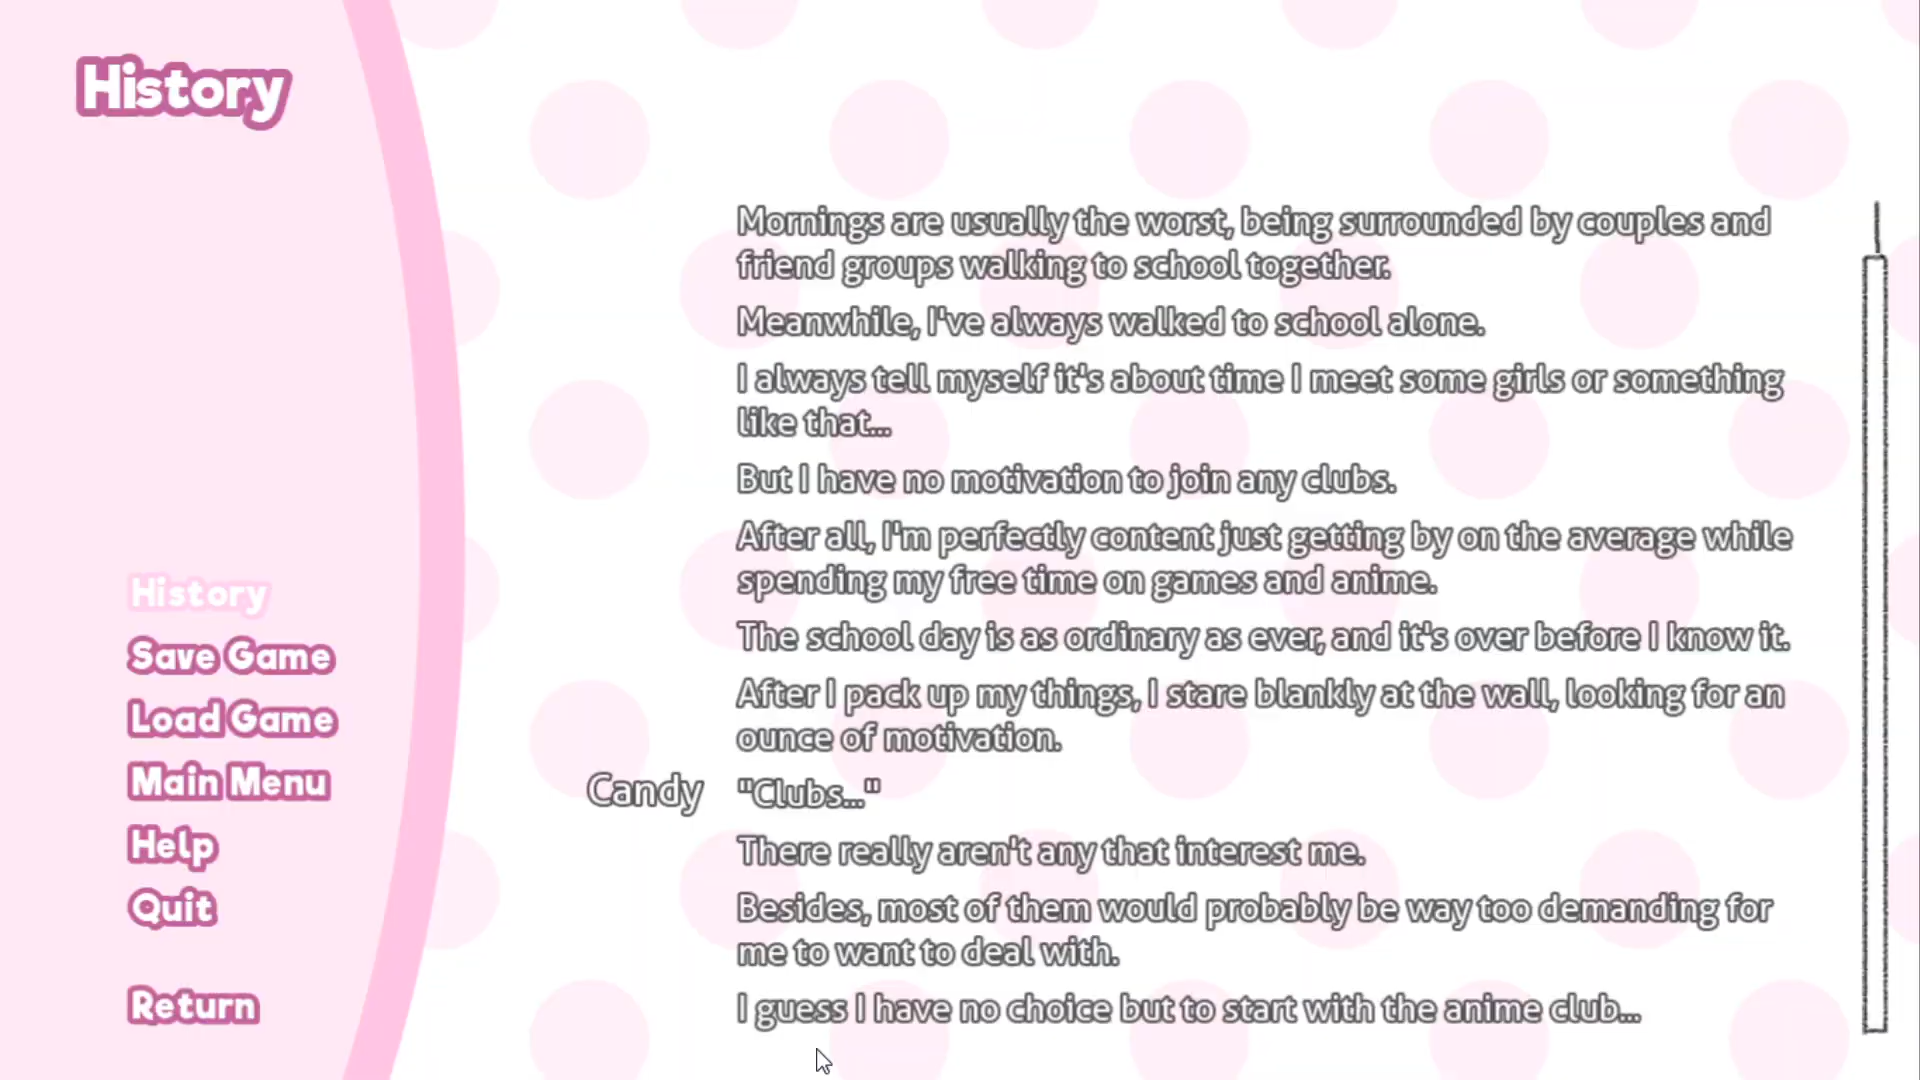 History
Mornings are usually the worst, being surrounded by couples and
friend groups walking to school together.
Meanwhile, I've always walked to school alone.
I always tell myself it's about time I meet some girls or something
like that...
But I have no motivation to join any clubs.
After all, I'm perfectly content just getting by on the average while
spending my free time on games and anime.
The school day is as ordinary as ever, and it's over before I know it.
After I pack up my things, I stare blankly at the wall, looking for an
ounce of motivation.
Candy "Clubs..."
There really aren't any that interest me.
Besides, most of them would probably be way too demanding for
me to want to deal with.
I guess I have no choice but to start with the anime club...
History
Save Game
Load Game
Main Menu
Help
Quit
Return